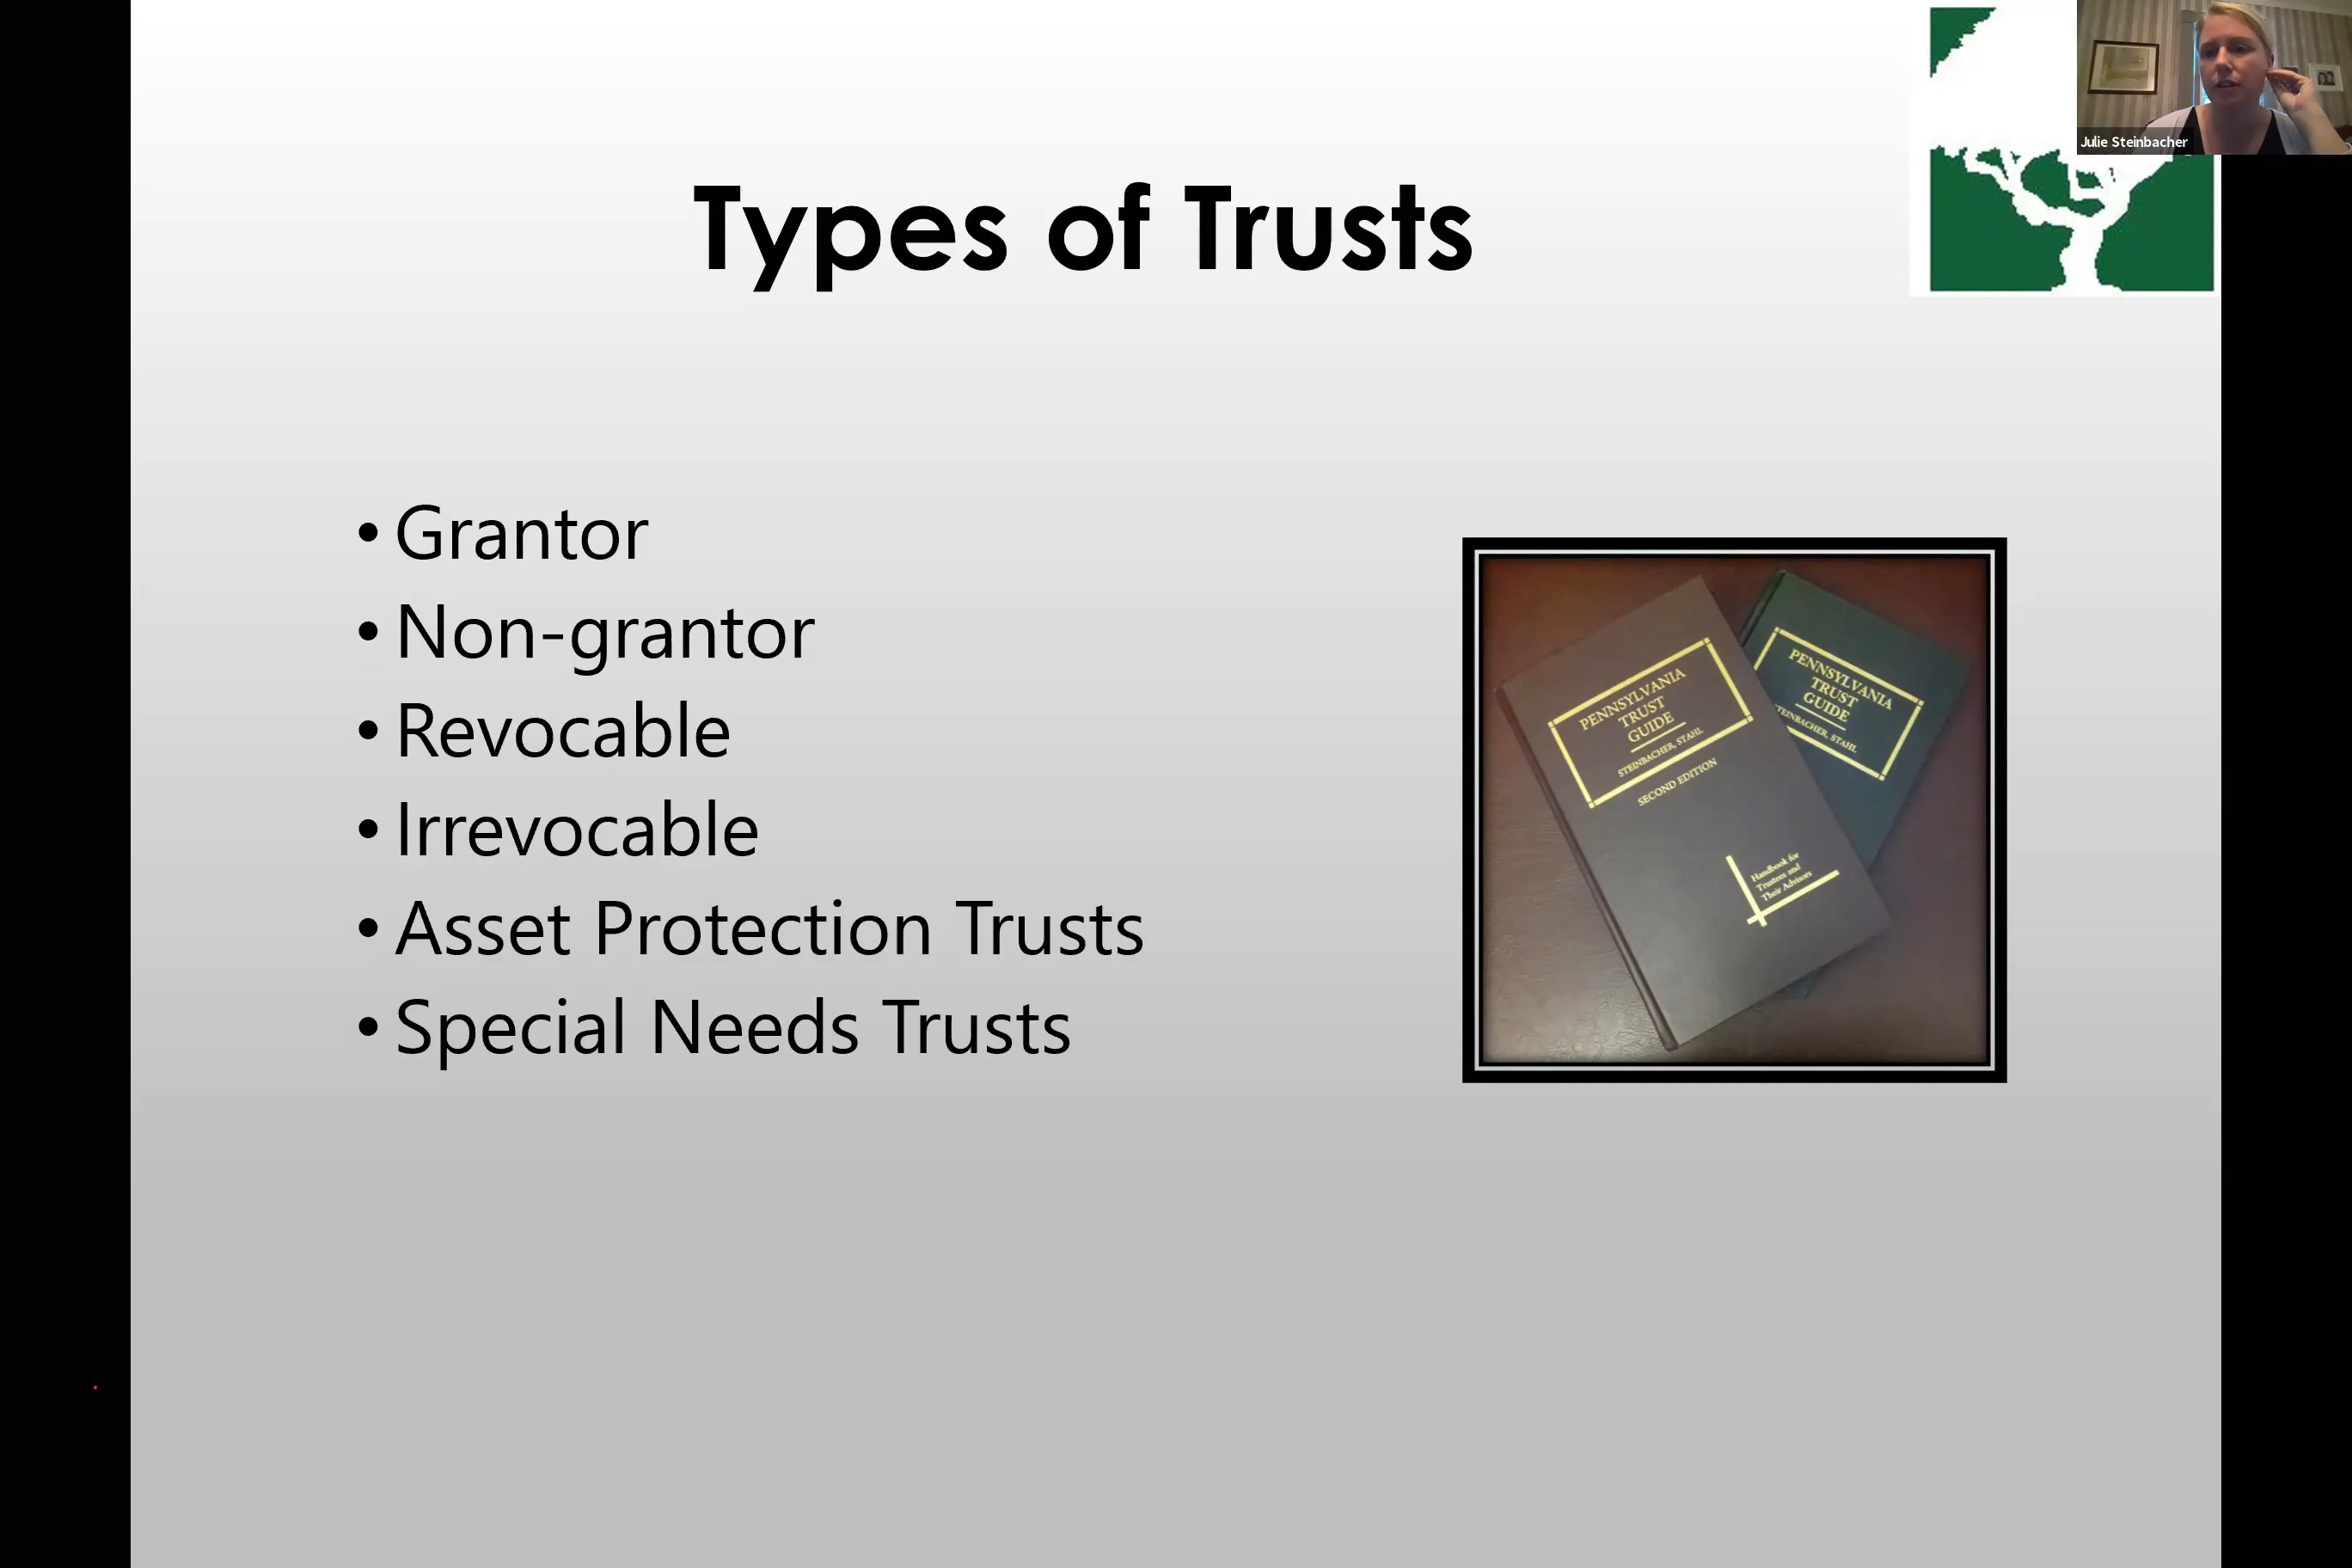 Julie Steinbacher
Types of Trusts
• Grantor
• Non-grantor
• Revocable
• Irrevocable
• Asset Protection Trusts
• Special Needs Trusts
PENNSYLVANIA
TRUST
GUIDE
STEINBACHER, STAHL
SECOND EDITION
Handbook for
Trustees and
Their Advisors
PENNSYLVANIA
TRUST
GUIDE
STEINBACHER, STAHL